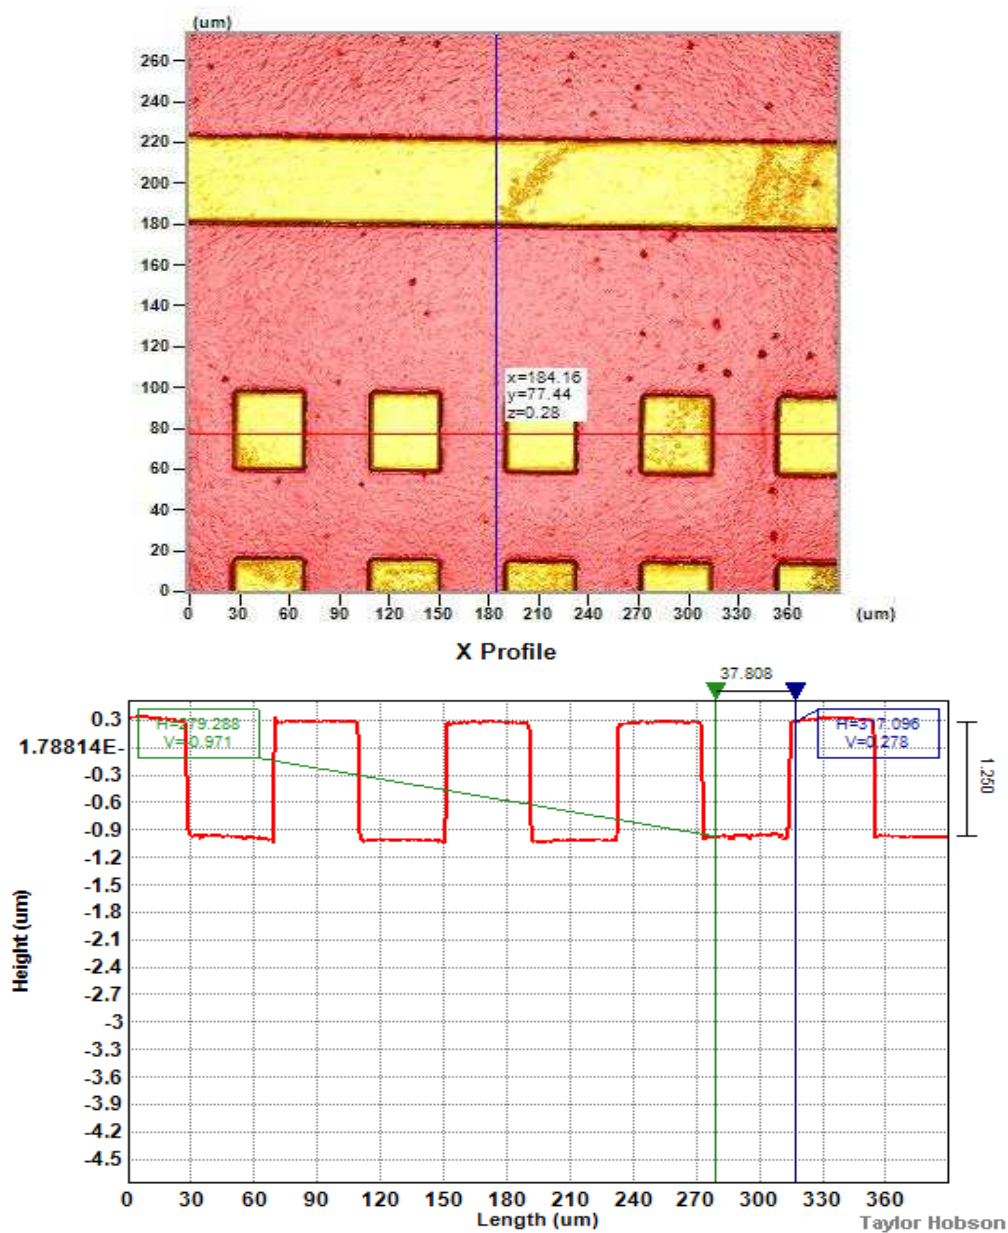 (um)
260
240
220
200
180
160
140
120
100
80
60
40
20
0
x=184.16
y=77.44
z=0.28
0 30 60 90 120 150 180 210 240 270 300 330 360 (um)
X Profile
37.808
H=279.288
V=-0.971
H=317.096
V=0.278
1.250
0.3
1.78814E-
-0.3
-0.6
-0.9
-1.2
-1.5
-1.8
-2.1
-2.4
-2.7
-3
-3.3
-3.6
-3.9
-4.2
-4.5
Height (um)
0 30 60 90 120 150 180 210 240 270 300 330 360
Length (um)
Taylor Hobson